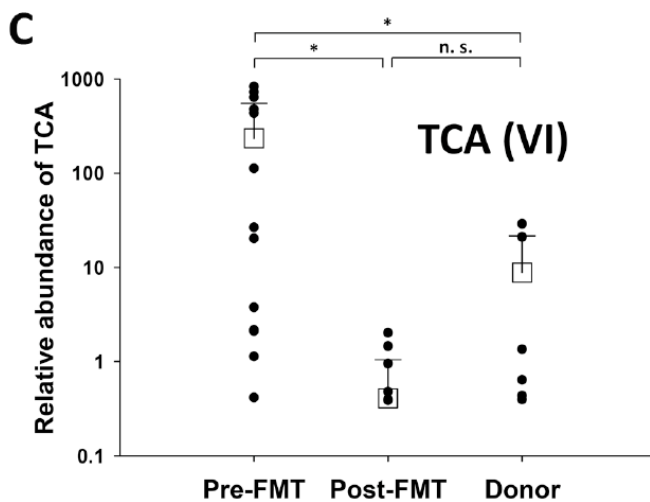 C
*
*
n. s.
1000
TCA (VI)
100
10
1
0.1
Relative abundance of TCA
Pre-FMT Post-FMT Donor